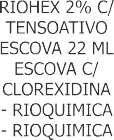 RIOHEX 2% C/
TENSOATIVO
ESCOVA 22 ML
ESCOVA C/
CLOREXIDINA
- RIOQUIMICA
- RIOQUIMICA